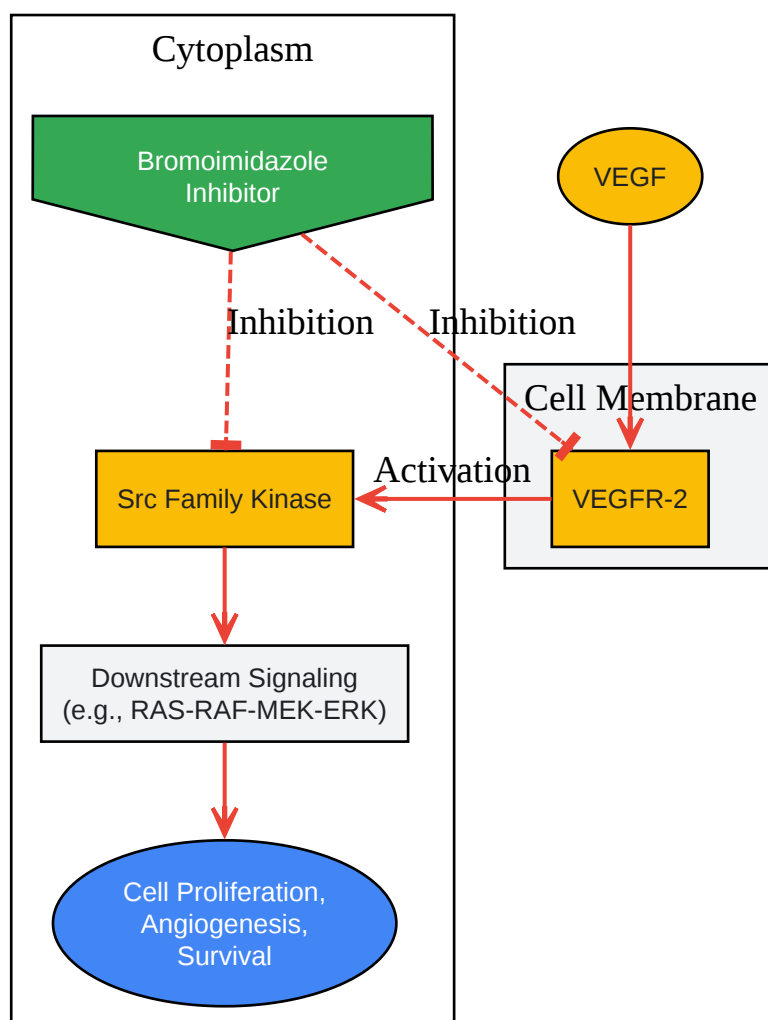 Cytoplasm
Bromoimidazole
Inhibitor
VEGF
Inhibition
Inhibition
Cell Membrane
Activation
Src Family Kinase
VEGFR-2
Downstream Signaling
(e.g., RAS-RAF-MEK-ERK)
Cell Proliferation,
Angiogenesis,
Survival